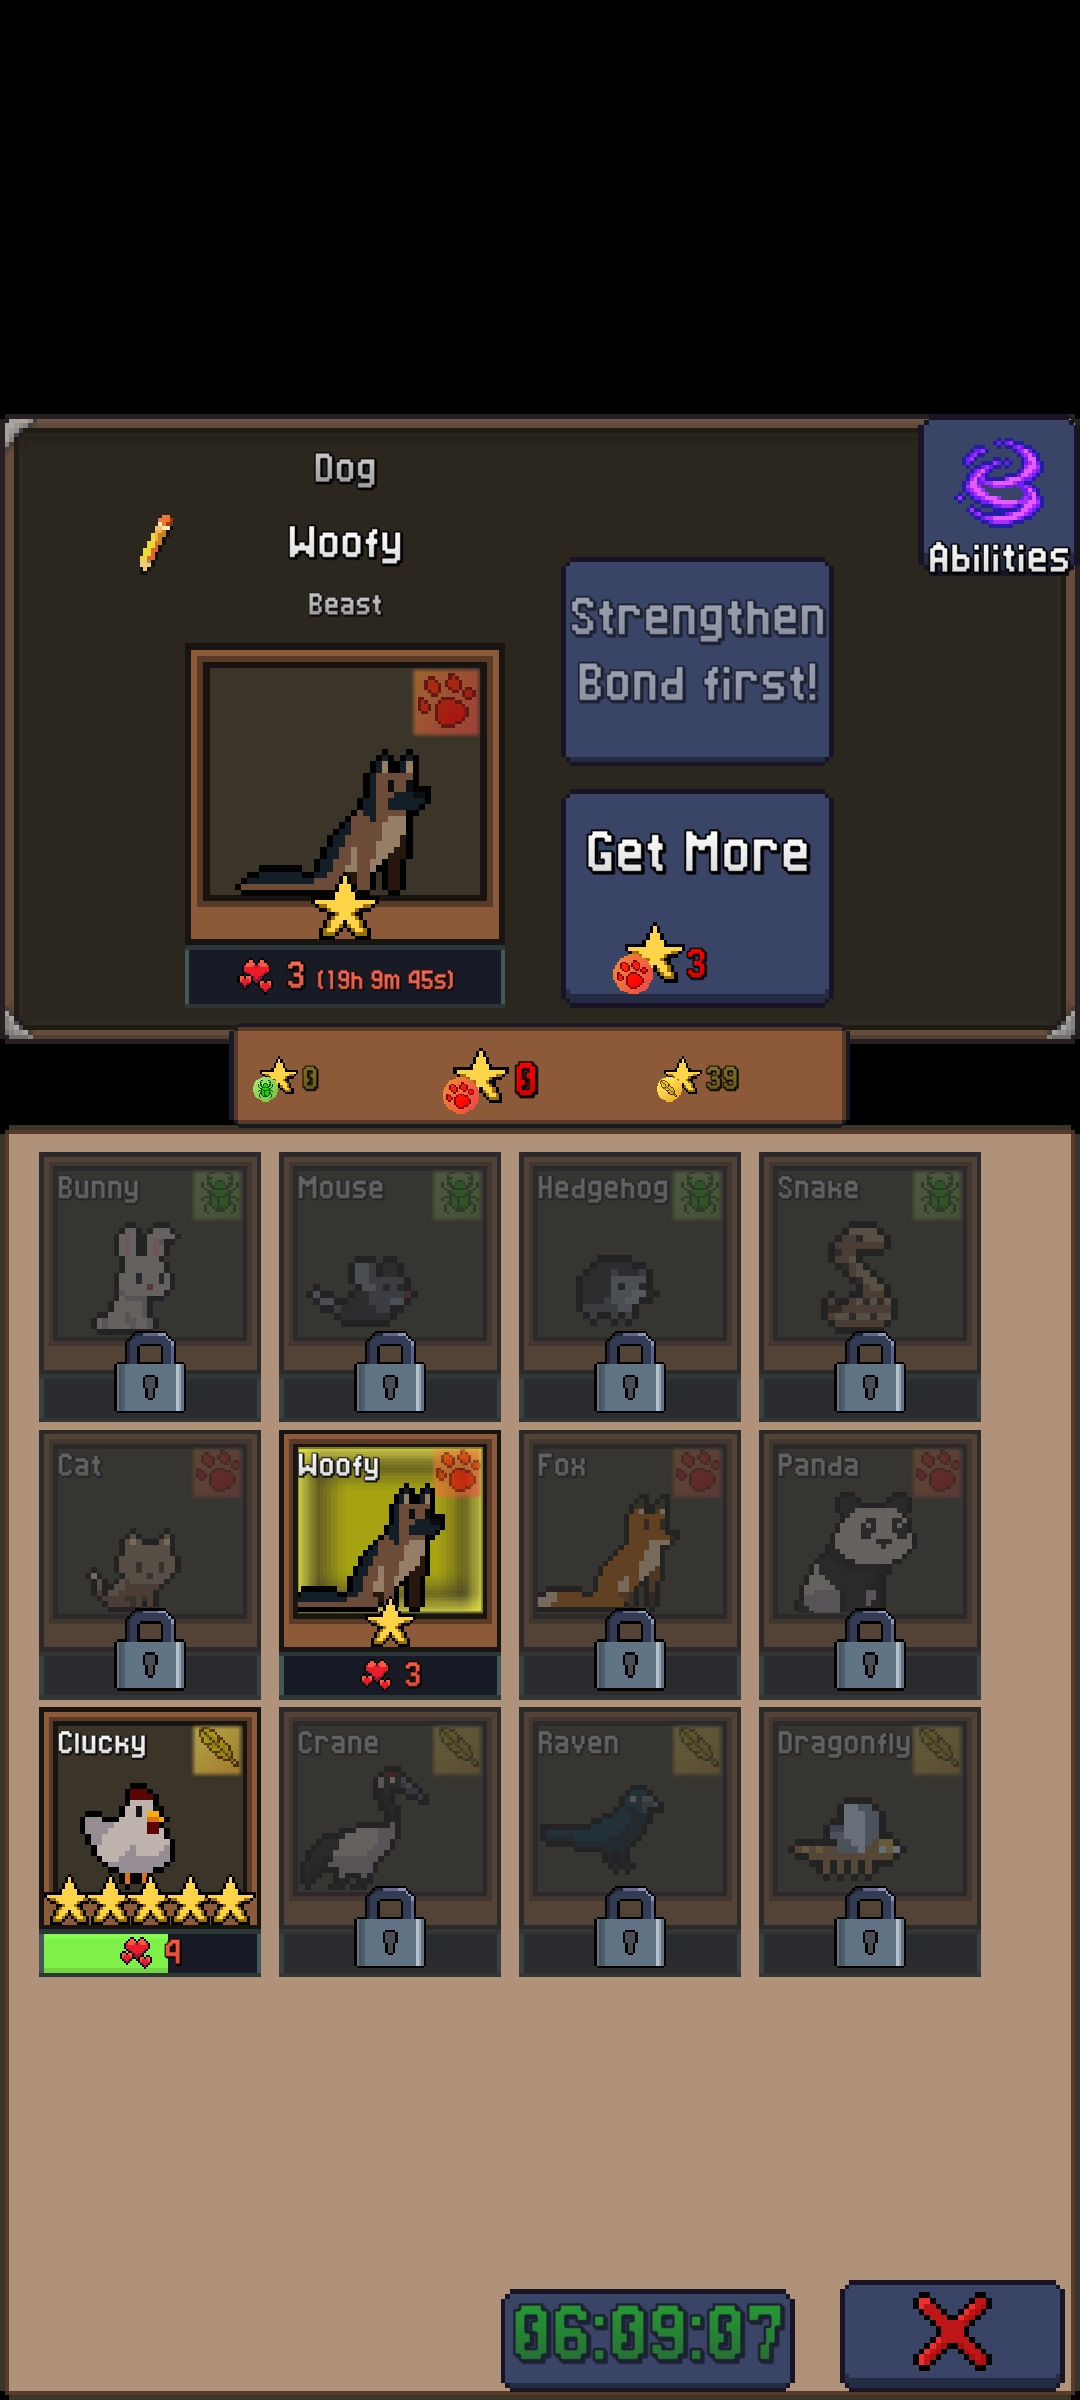 Dog
Woofy
Beast
Abilities
Strengthen
Bond first!
Get More
3
3 (19h 9m 45s)
0
0
39
Bunny
Mouse
Hedgehog
Snake
Cat
Woofy
Fox
Panda
3
Clucky
Crane
Raven
Dragonfly
9
06:09:07